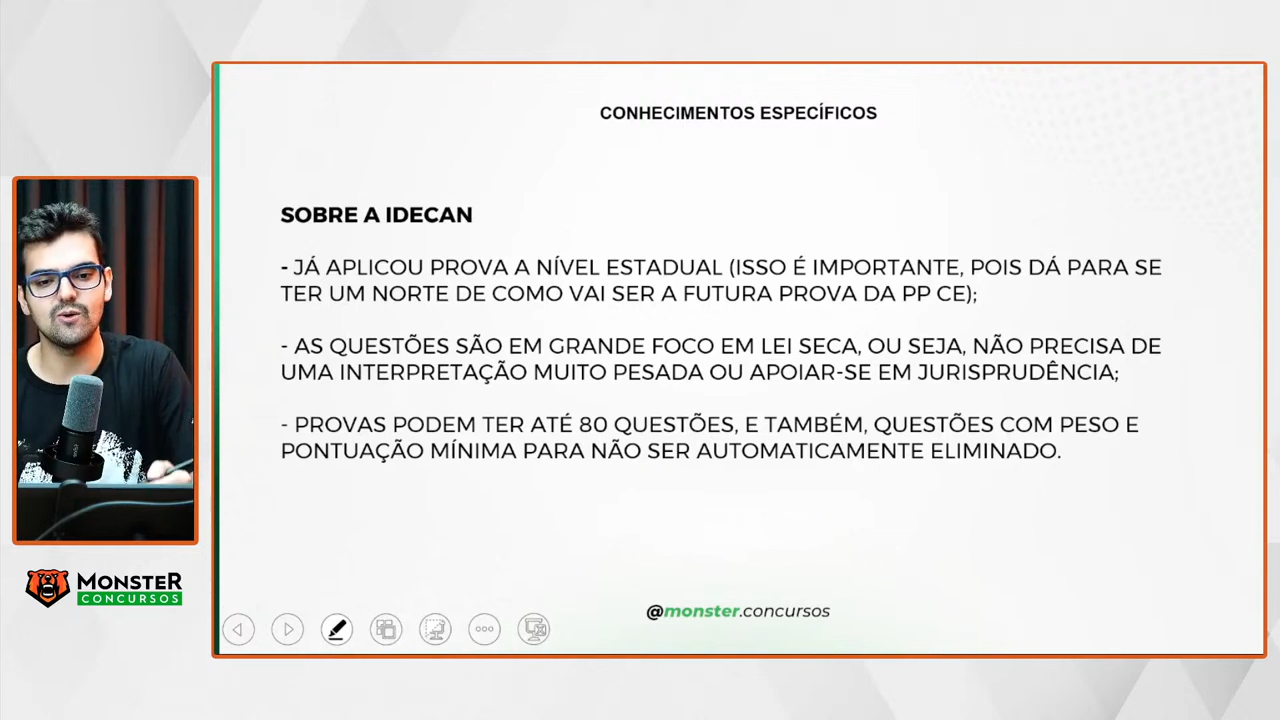 CONHECIMENTOS ESPECÍFICOS
SOBRE A IDECAN
- JÁ APLICOU PROVA A NÍVEL ESTADUAL (ISSO É IMPORTANTE, POIS DÁ PARA SE
TER UM NORTE DE COMO VAI SER A FUTURA PROVA DA PP CE);
- AS QUESTÕES SÃO EM GRANDE FOCO EM LEI SECA, OU SEJA, NÃO PRECISA DE
UMA INTERPRETAÇÃO MUITO PESADA OU APOIAR-SE EM JURISPRUDÊNCIA;
- PROVAS PODEM TER ATÉ 80 QUESTÕES, E TAMBÉM, QUESTÕES COM PESO E
PONTUAÇÃO MÍNIMA PARA NÃO SER AUTOMATICAMENTE ELIMINADO.
MONSTER
CONCURSOS
@monster.concursos